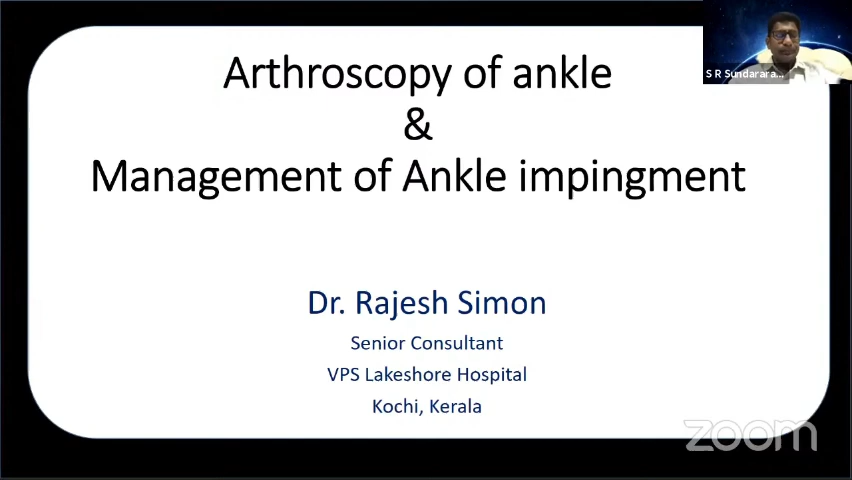 Arthroscopy of ankle
&
Management of Ankle impingment
S R Sundarara...
Dr. Rajesh Simon
Senior Consultant
VPS Lakeshore Hospital
Kochi, Kerala
zoom